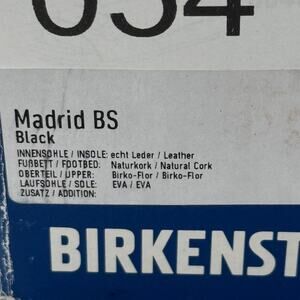 034
Madrid BS
Black
INNENSOHLE / INSOLE: echt Leder / Leather
FUẞBETT / FOOTBED: Naturkork / Natural Cork
OBERTEIL / UPPER: Birko-Flor / Birko-Flor
LAUFSOHLE / SOLE: EVA / EVA
ZUSATZ / ADDITION:
BIRKENST